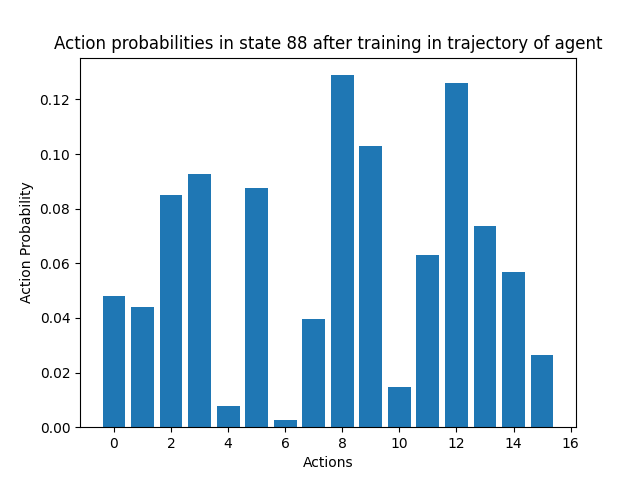 Action probabilities in state 88 after training in trajectory of agent
0.12
0.10
0.08
0.06
0.04
0.02
0.00
Action Probability
0 2 4 6 8 10 12 14 16
Actions